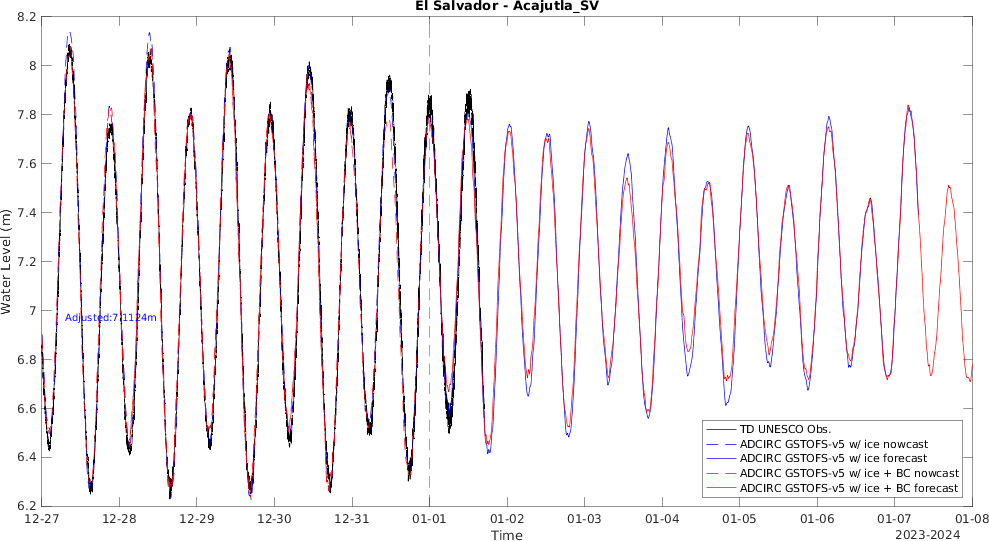 El Salvador - Acajutla_SV
8.2
8
7.8
7.6
7.4
7.2
7
6.8
6.6
6.4
6.2
Water Level (m)
Adjusted:7.1124m
TD UNESCO Obs.
ADCIRC GSTOFS-v5 w/ ice nowcast
ADCIRC GSTOFS-v5 w/ ice forecast
ADCIRC GSTOFS-v5 w/ ice + BC nowcast
ADCIRC GSTOFS-v5 w/ ice + BC forecast
12-27 12-28 12-29 12-30 12-31 01-01 01-02 01-03 01-04 01-05 01-06 01-07 01-08
Time
2023-2024